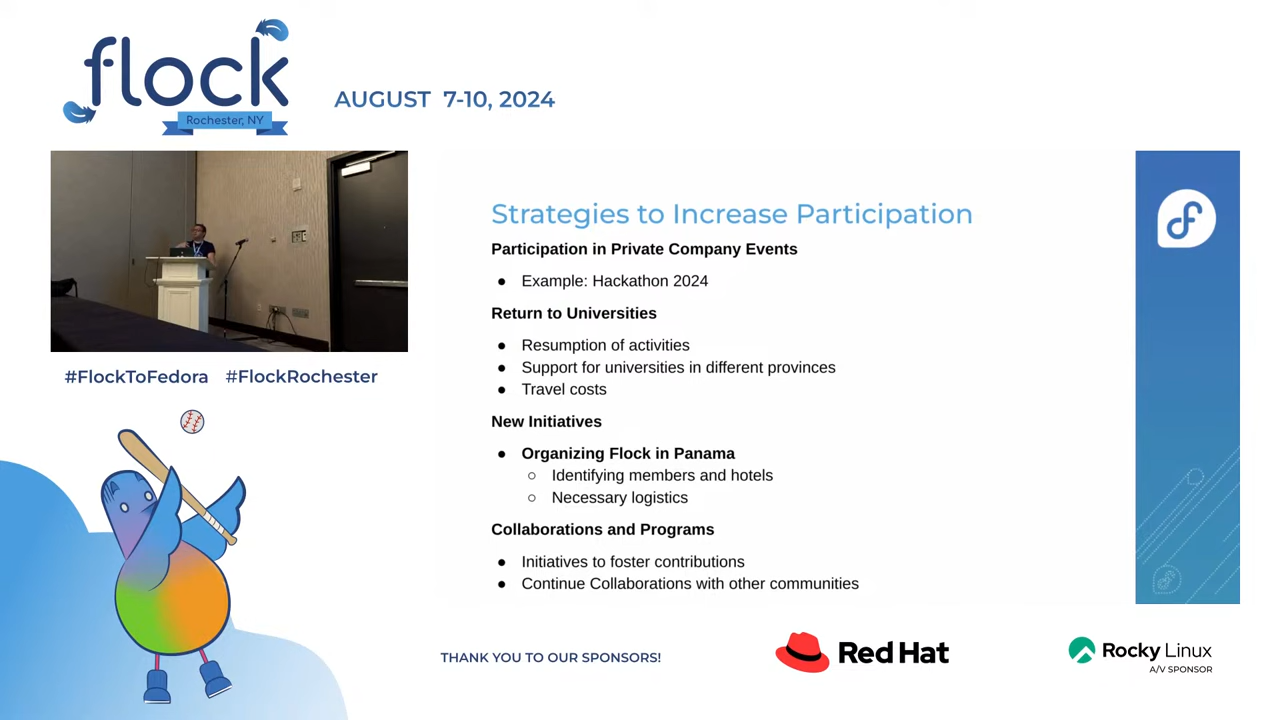 flock
Rochester, NY
AUGUST 7-10, 2024
#FlockToFedora #FlockRochester
Strategies to Increase Participation
Participation in Private Company Events
● Example: Hackathon 2024
Return to Universities
● Resumption of activities
● Support for universities in different provinces
● Travel costs
New Initiatives
● Organizing Flock in Panama
○ Identifying members and hotels
○ Necessary logistics
Collaborations and Programs
● Initiatives to foster contributions
● Continue Collaborations with other communities
THANK YOU TO OUR SPONSORS!
Red Hat
Rocky Linux
A/V SPONSOR